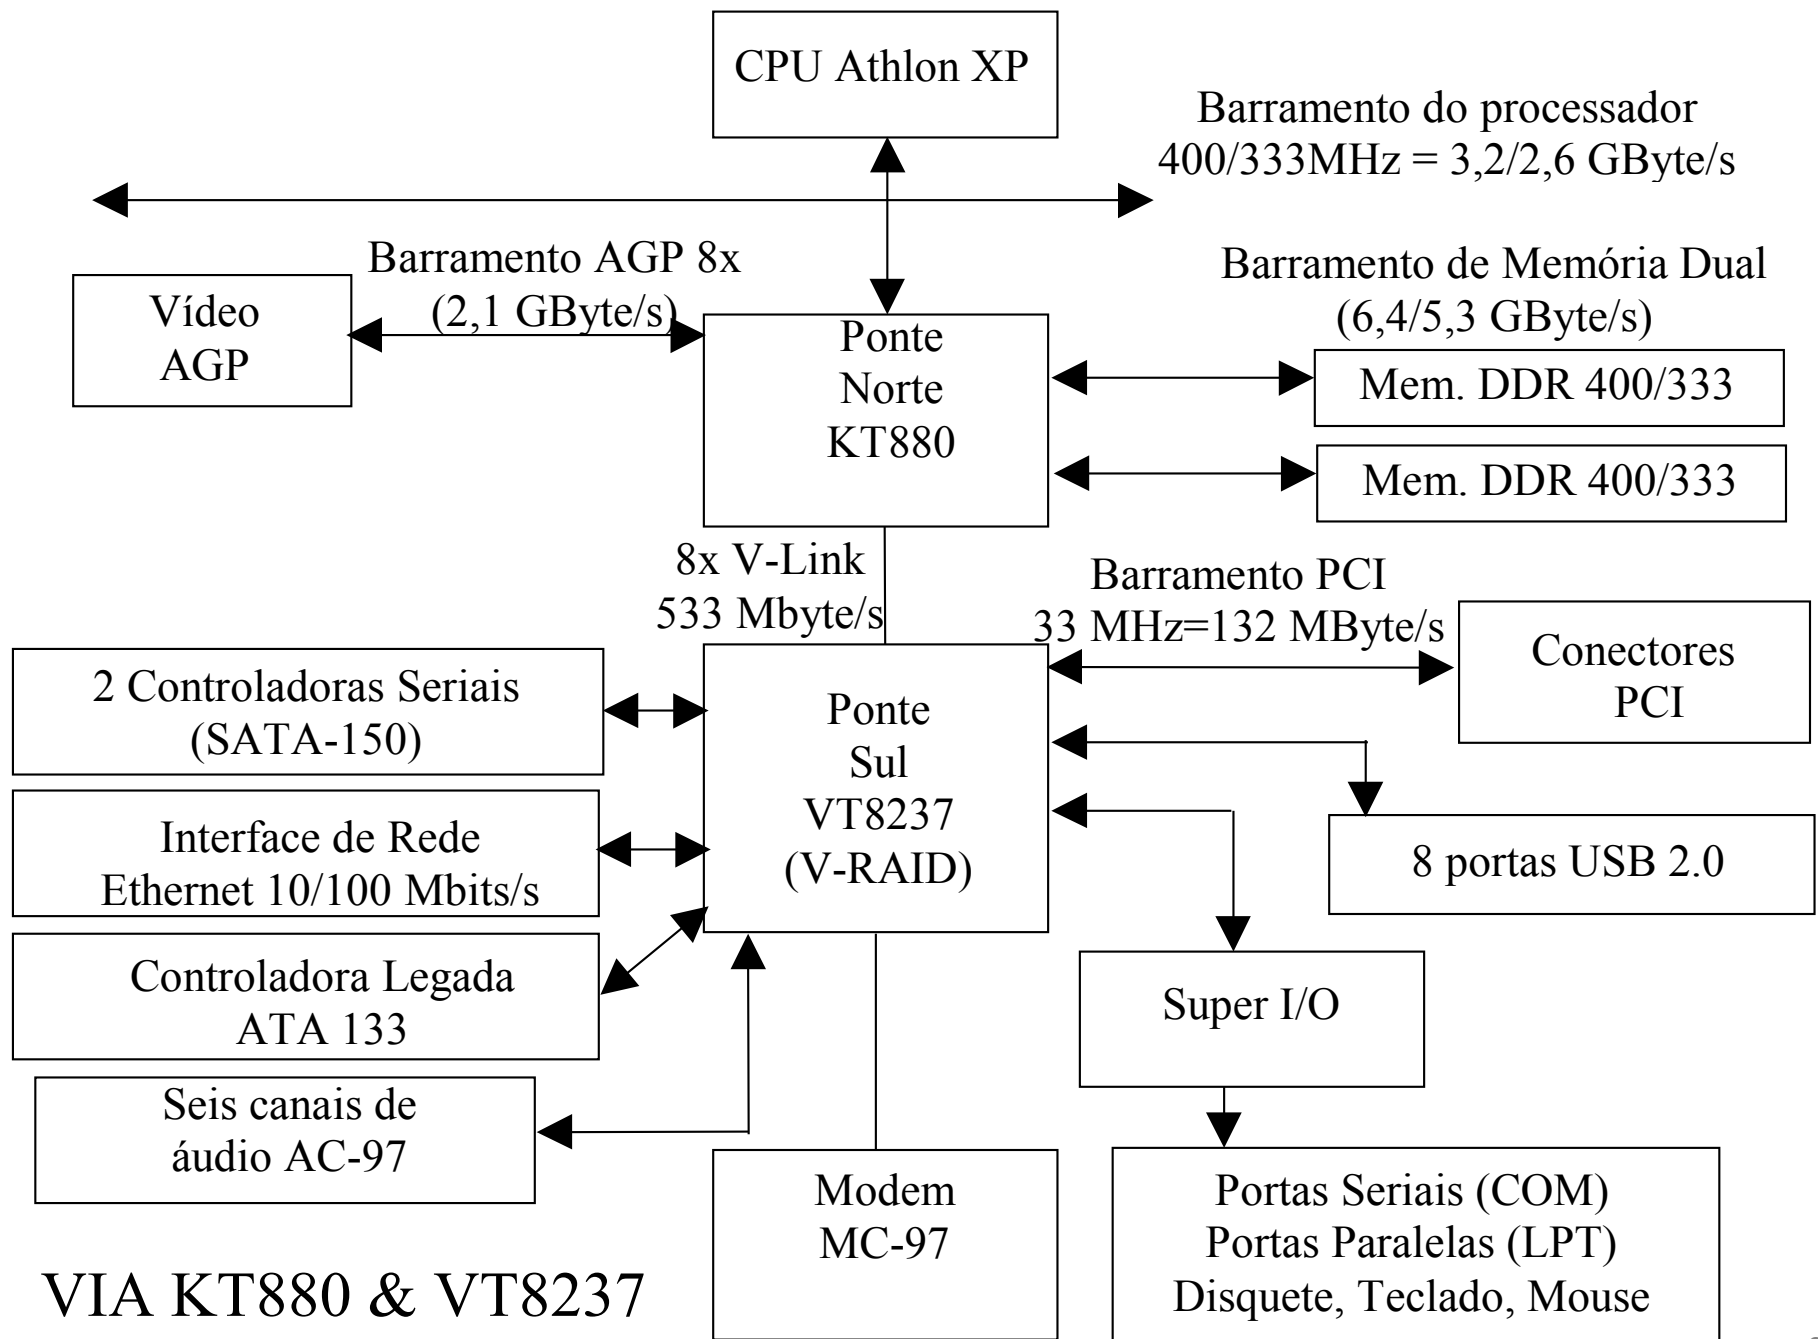 CPU Athlon XP
Barramento do processador
400/333MHz = 3,2/2,6 GByte/s
Barramento AGP 8x
(2,1 GByte/s)
Vídeo
AGP
Barramento de Memória Dual
(6,4/5,3 GByte/s)
Ponte
Norte
KT880
Mem. DDR 400/333
Mem. DDR 400/333
8x V-Link
533 Mbyte/s
Barramento PCI
33 MHz=132 MByte/s
Conectores
PCI
2 Controladoras Seriais
(SATA-150)
Ponte
Sul
VT8237
(V-RAID)
Interface de Rede
Ethernet 10/100 Mbits/s
8 portas USB 2.0
Controladora Legada
ATA 133
Super I/O
Seis canais de
áudio AC-97
Modem
MC-97
Portas Seriais (COM)
Portas Paralelas (LPT)
Disquete, Teclado, Mouse
VIA KT880 & VT8237